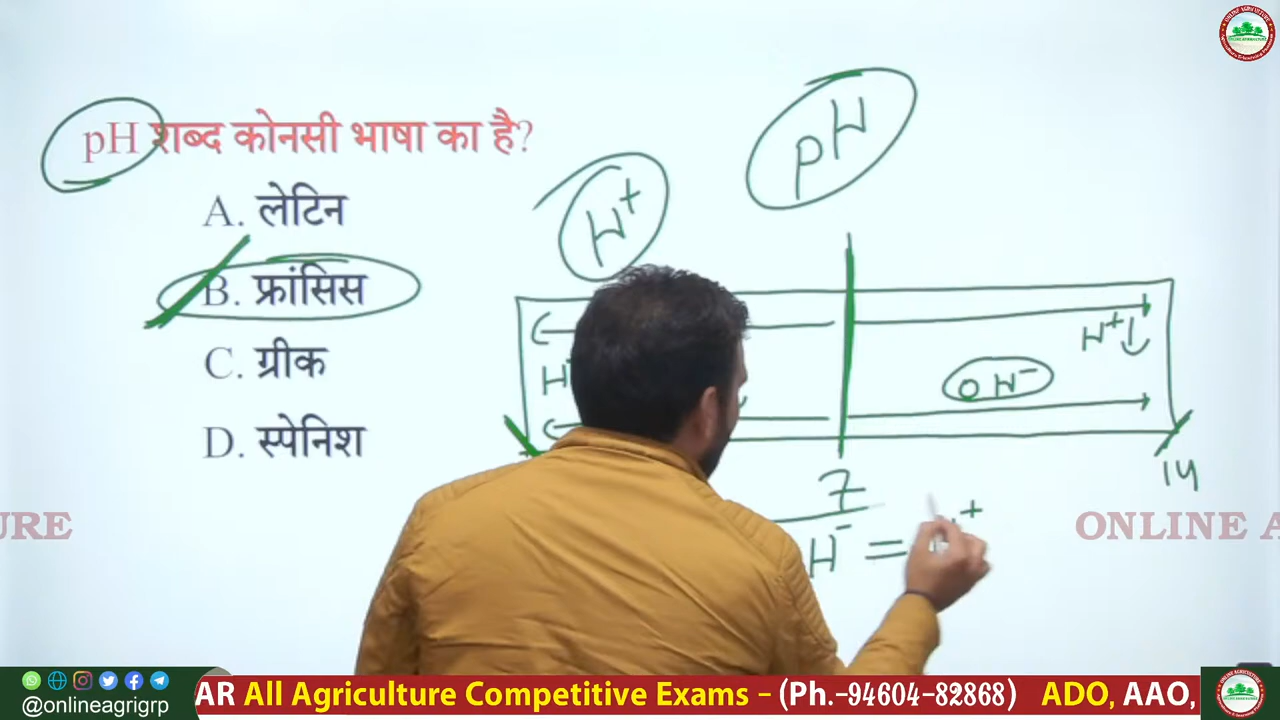 pH शब्द कोनसी भाषा का है?
A. लेटिन
B. फ्रांसिस
C. ग्रीक
D. स्पेनिश
pH
H+
H+
OH-
7
14
H- =
+
URE
ONLINE A
@onlineagrigrp
AR All Agriculture Competitive Exams – (Ph.-94604-82868) ADO, AAO,